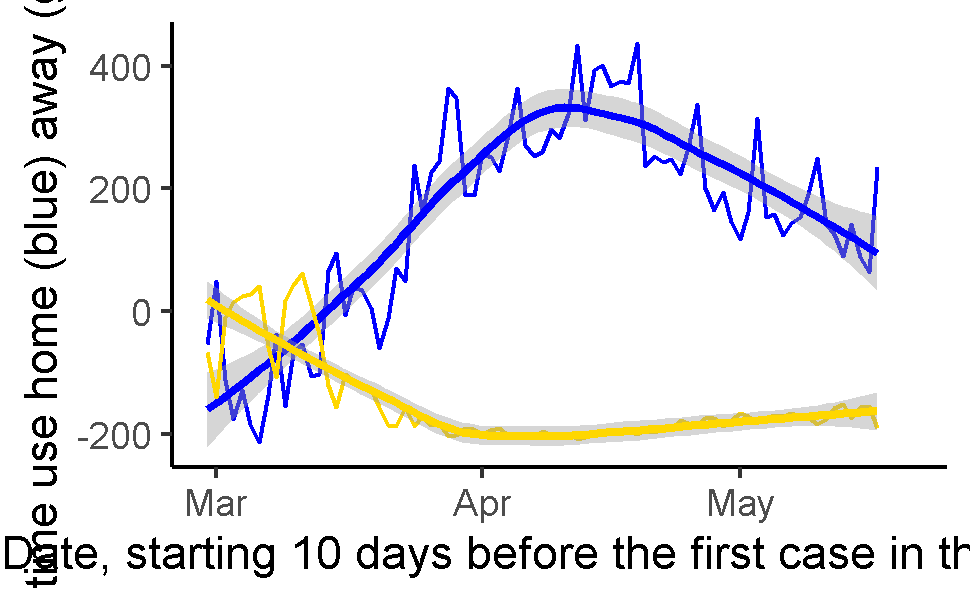 time use home (blue) away (
400
200
0
-200
Mar Apr May
Date, starting 10 days before the first case in th